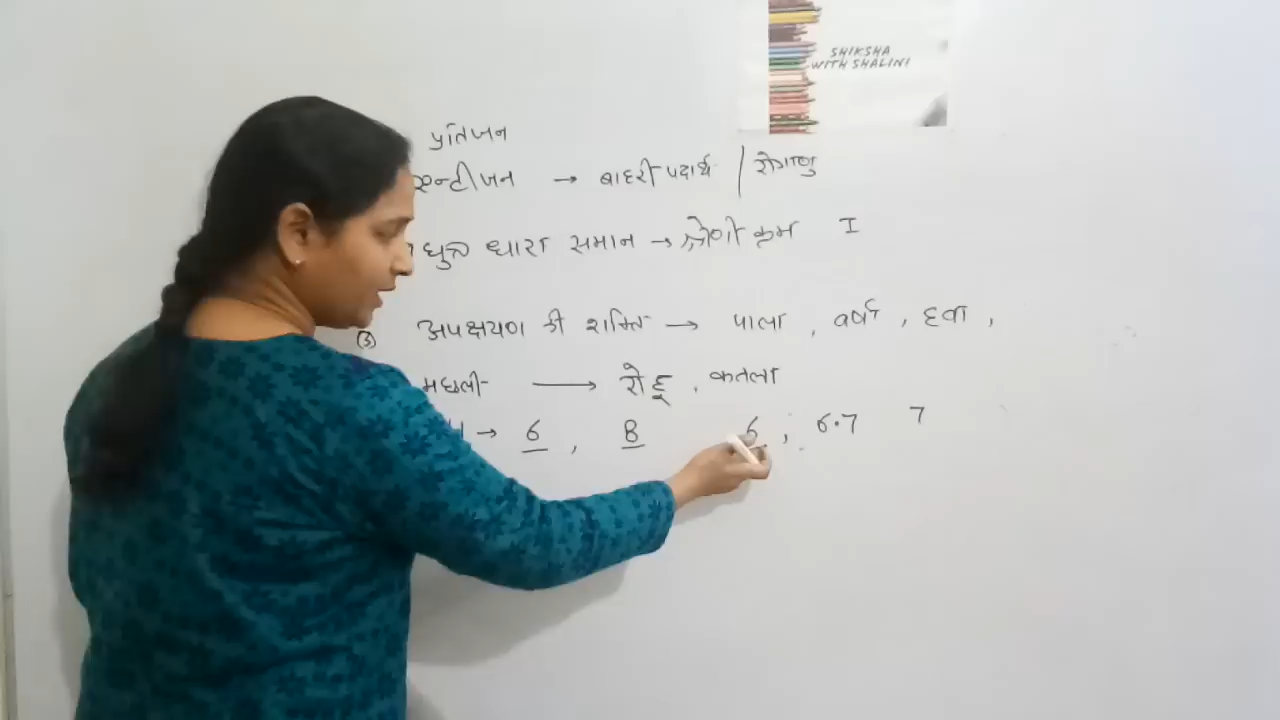 SHIKSHA
WITH SHALINI
प्रतिजन
एन्टीजन → बाहरी पदार्थ / रोगाणु
धारा समान → श्रेणी क्रम I
(3) अपक्षयण की शक्ति → पाला , वर्षा , हवा ,
मछली → रोहू , कतला
→ 6 , 8 6 , 6.7 7